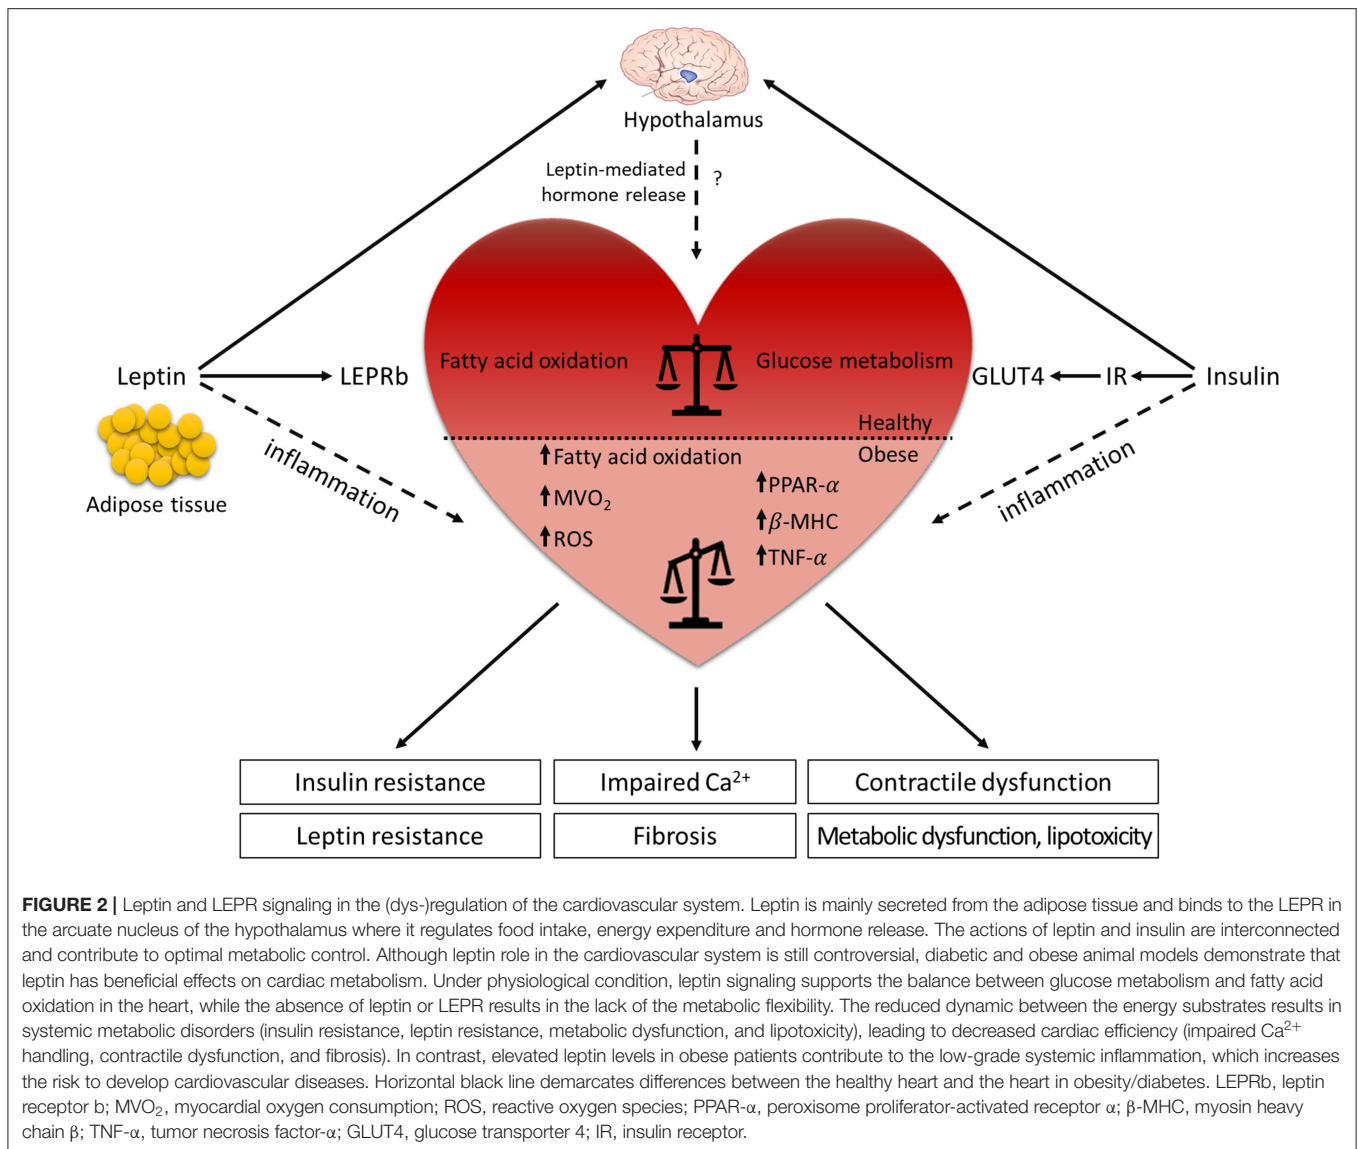 Hypothalamus
Leptin-mediated
hormone release
?
Fatty acid oxidation
Glucose metabolism
Leptin
LEPRb
GLUT4
IR
Insulin
Adipose tissue
inflammation
Healthy
Obese
↑Fatty acid oxidation
↑MVO₂
↑ROS
↑PPAR-α
↑β-MHC
↑TNF-α
inflammation
Insulin resistance
Impaired Ca²⁺
Contractile dysfunction
Leptin resistance
Fibrosis
Metabolic dysfunction, lipotoxicity
FIGURE 2 | Leptin and LEPR signaling in the (dys-)regulation of the cardiovascular system. Leptin is mainly secreted from the adipose tissue and binds to the LEPR in
the arcuate nucleus of the hypothalamus where it regulates food intake, energy expenditure and hormone release. The actions of leptin and insulin are interconnected
and contribute to optimal metabolic control. Although leptin role in the cardiovascular system is still controversial, diabetic and obese animal models demonstrate that
leptin has beneficial effects on cardiac metabolism. Under physiological condition, leptin signaling supports the balance between glucose metabolism and fatty acid
oxidation in the heart, while the absence of leptin or LEPR results in the lack of the metabolic flexibility. The reduced dynamic between the energy substrates results in
systemic metabolic disorders (insulin resistance, leptin resistance, metabolic dysfunction, and lipotoxicity), leading to decreased cardiac efficiency (impaired Ca²⁺
handling, contractile dysfunction, and fibrosis). In contrast, elevated leptin levels in obese patients contribute to the low-grade systemic inflammation, which increases
the risk to develop cardiovascular diseases. Horizontal black line demarcates differences between the healthy heart and the heart in obesity/diabetes. LEPRb, leptin
receptor b; MVO₂, myocardial oxygen consumption; ROS, reactive oxygen species; PPAR-α, peroxisome proliferator-activated receptor α; β-MHC, myosin heavy
chain β; TNF-α, tumor necrosis factor-α; GLUT4, glucose transporter 4; IR, insulin receptor.